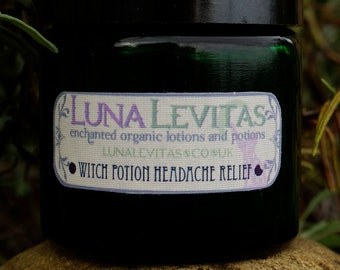 LUNA LEVITAS
enchanted organic lotions and potions
LUNALEVITAS.CO.UK
WITCH POTION HEADACHE RELIEF